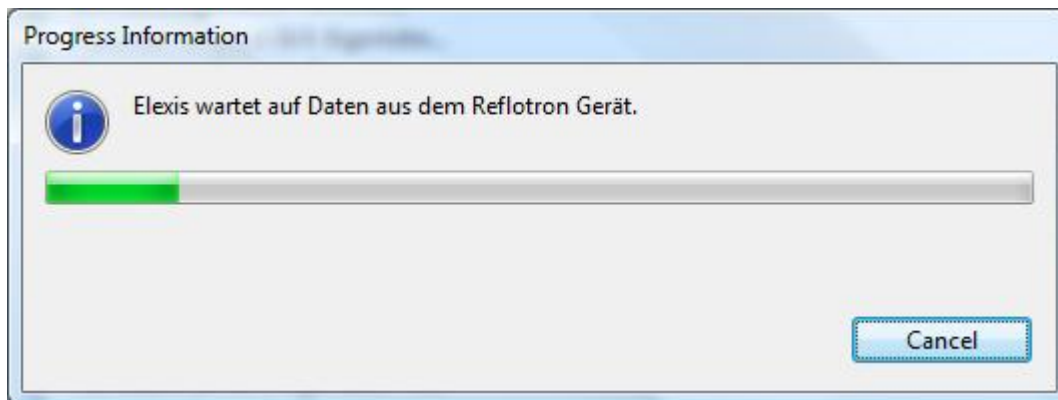 Progress Information
Elexis wartet auf Daten aus dem Reflotron Gerät.
Cancel